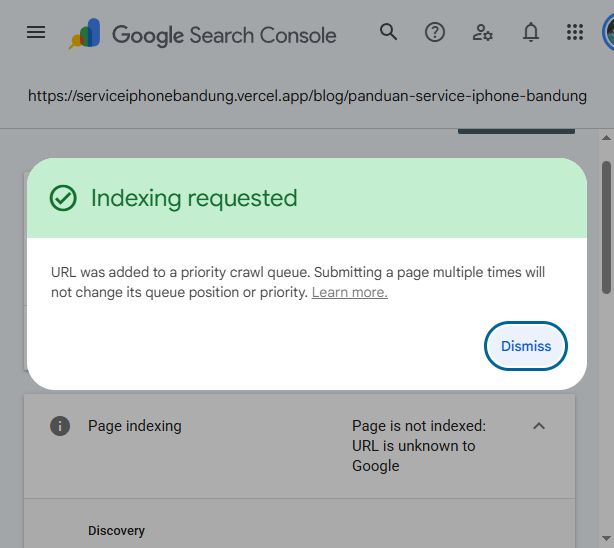 Google Search Console
https://serviceiphonebandung.vercel.app/blog/panduan-service-iphone-bandung
Indexing requested
URL was added to a priority crawl queue. Submitting a page multiple times will
not change its queue position or priority. Learn more.
Dismiss
Page indexing
Page is not indexed:
URL is unknown to
Google
Discovery